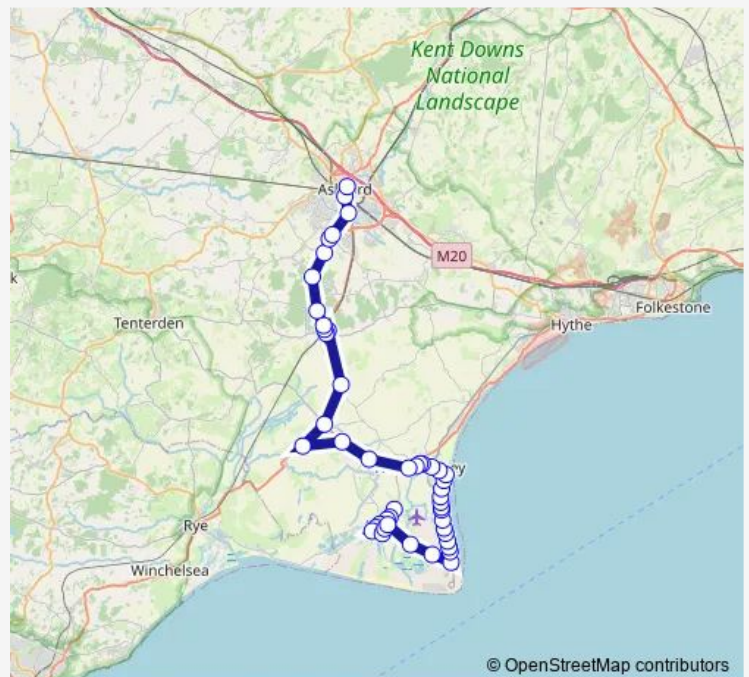 Kent Downs
National
Landscape
M20
k
Tenterden
Folkestone
Hythe
Rye
Winchelsea
© OpenStreetMap contributors